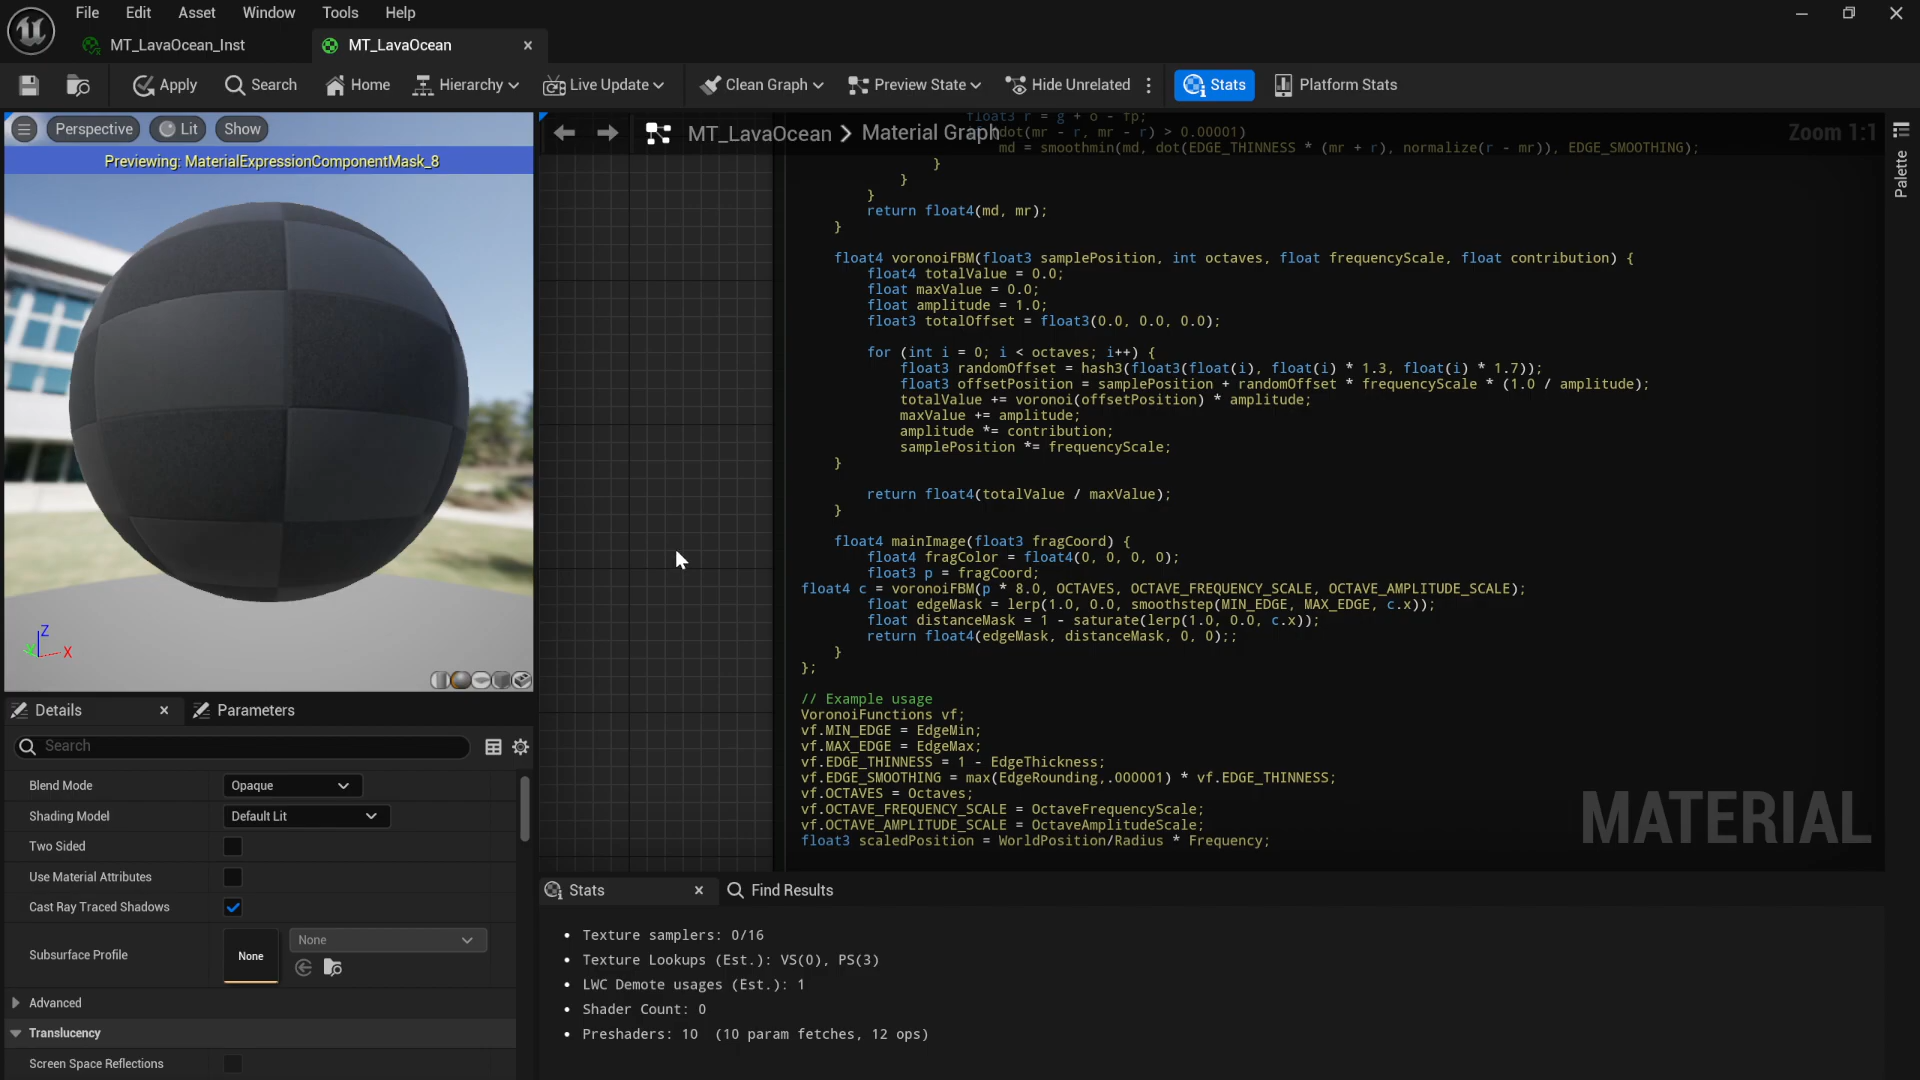 File Edit Asset Window Tools Help
MT_LavaOcean_Inst
MT_LavaOcean
Apply Search Home Hierarchy Live Update Clean Graph Preview State Hide Unrelated Stats Platform Stats
Perspective Lit Show
Previewing: MaterialExpressionComponentMask_8
Z
X
Details
Parameters
Search
Blend Mode Opaque
Shading Model Default Lit
Two Sided
Use Material Attributes
Cast Ray Traced Shadows
Subsurface Profile None None
Advanced
Translucency
Screen Space Reflections
MT_LavaOcean > Material Graph
Zoom 1:1
Palette
float3 r = g + o - fp;
dot(mr - r, mr - r) > 0.00001)
md = smoothmin(md, dot(EDGE_THINNESS * (mr + r), normalize(r - mr)), EDGE_SMOOTHING);
}
}
}
return float4(md, mr);
}
float4 voronoiFBM(float3 samplePosition, int octaves, float frequencyScale, float contribution) {
float4 totalValue = 0.0;
float maxValue = 0.0;
float amplitude = 1.0;
float3 totalOffset = float3(0.0, 0.0, 0.0);
for (int i = 0; i < octaves; i++) {
float3 randomOffset = hash3(float3(float(i), float(i) * 1.3, float(i) * 1.7));
float3 offsetPosition = samplePosition + randomOffset * frequencyScale * (1.0 / amplitude);
totalValue += voronoi(offsetPosition) * amplitude;
maxValue += amplitude;
amplitude *= contribution;
samplePosition *= frequencyScale;
}
return float4(totalValue / maxValue);
}
float4 mainImage(float3 fragCoord) {
float4 fragColor = float4(0, 0, 0, 0);
float3 p = fragCoord;
float4 c = voronoiFBM(p * 8.0, OCTAVES, OCTAVE_FREQUENCY_SCALE, OCTAVE_AMPLITUDE_SCALE);
float edgeMask = lerp(1.0, 0.0, smoothstep(MIN_EDGE, MAX_EDGE, c.x));
float distanceMask = 1 - saturate(lerp(1.0, 0.0, c.x));
return float4(edgeMask, distanceMask, 0, 0);;
}
};
// Example usage
VoronoiFunctions vf;
vf.MIN_EDGE = EdgeMin;
vf.MAX_EDGE = EdgeMax;
vf.EDGE_THINNESS = 1 - EdgeThickness;
vf.EDGE_SMOOTHING = max(EdgeRounding,.000001) * vf.EDGE_THINNESS;
vf.OCTAVES = Octaves;
vf.OCTAVE_FREQUENCY_SCALE = OctaveFrequencyScale;
vf.OCTAVE_AMPLITUDE_SCALE = OctaveAmplitudeScale;
float3 scaledPosition = WorldPosition/Radius * Frequency;
MATERIAL
Stats
Find Results
• Texture samplers: 0/16
• Texture Lookups (Est.): VS(0), PS(3)
• LWC Demote usages (Est.): 1
• Shader Count: 0
• Preshaders: 10 (10 param fetches, 12 ops)